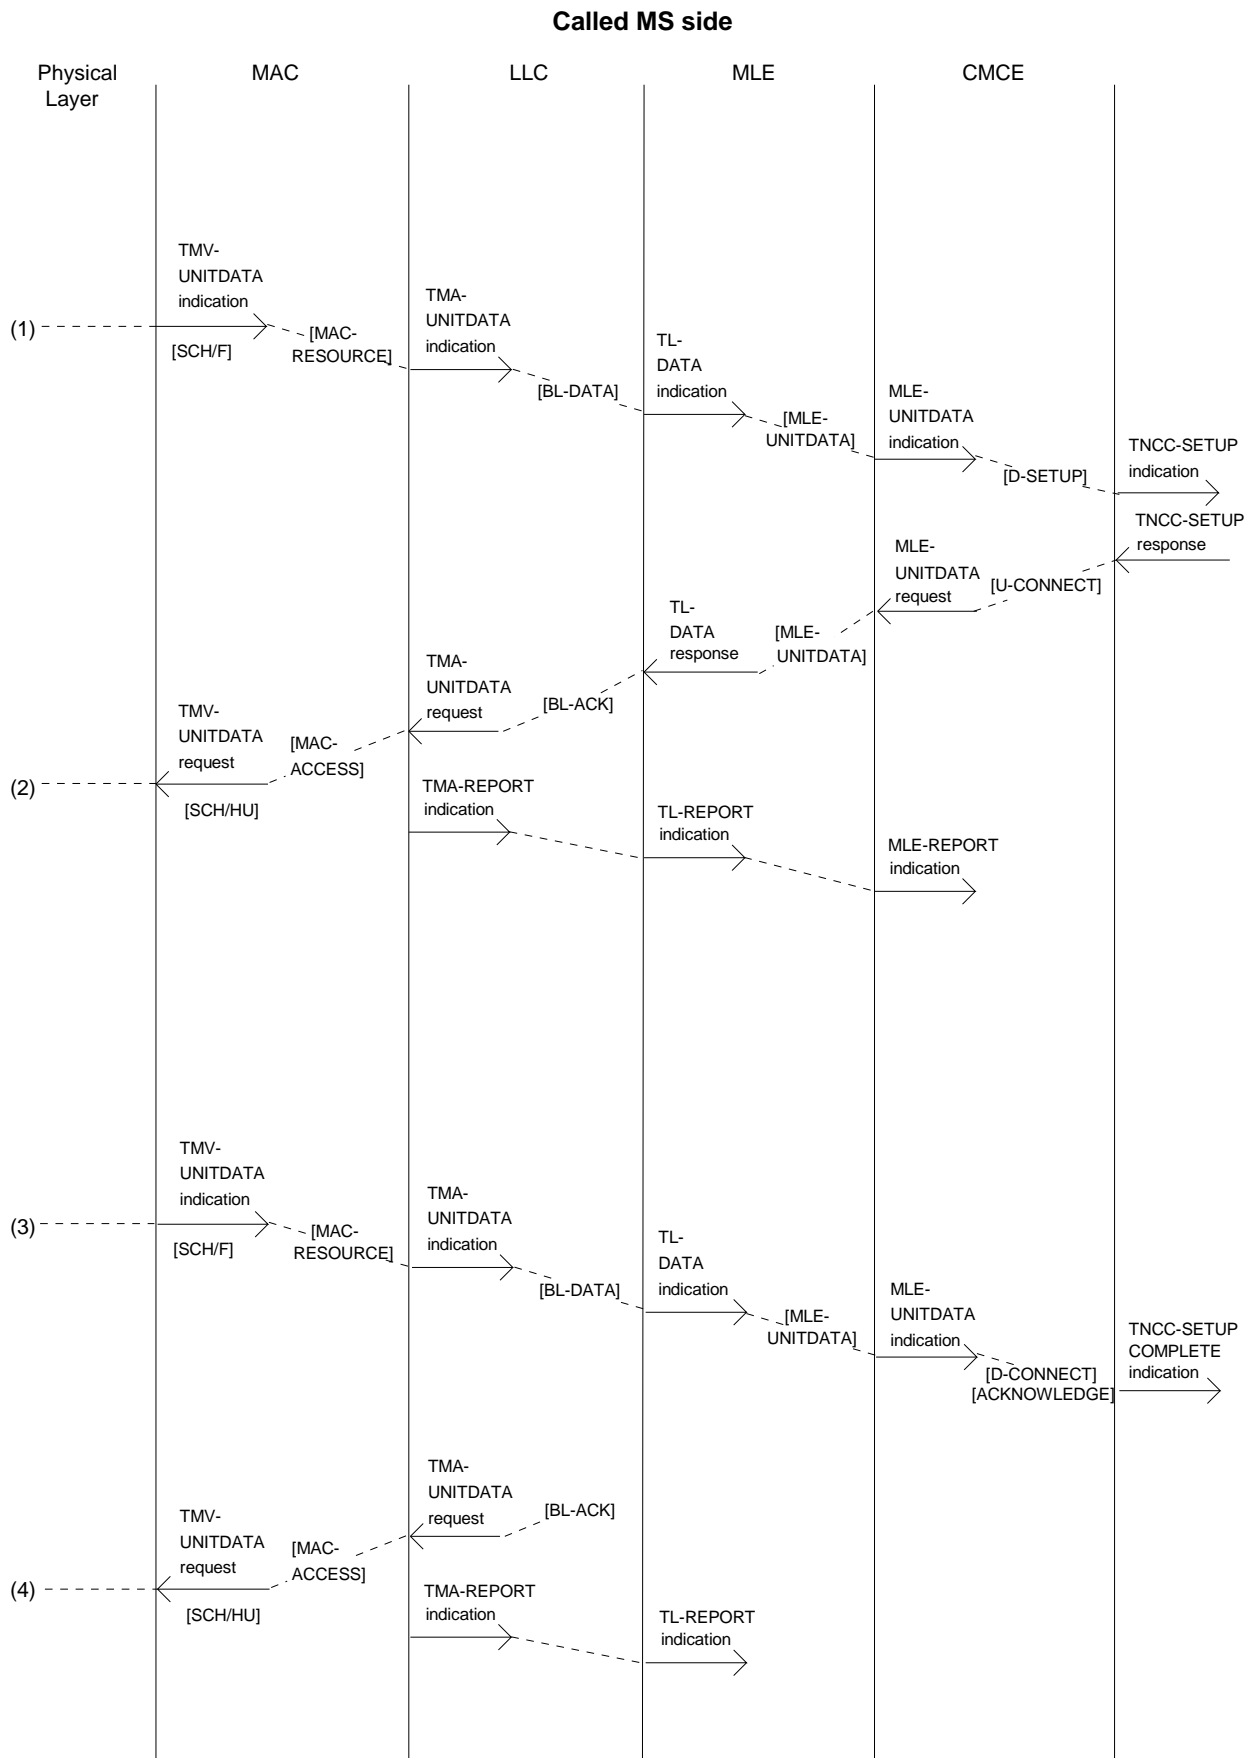 Called MS side
Physical
Layer
MAC
LLC
MLE
CMCE
TMV-
UNITDATA
indication
(1)
[SCH/F]
[MAC-
RESOURCE]
TMA-
UNITDATA
indication
[BL-DATA]
TL-
DATA
indication
[MLE-
UNITDATA]
MLE-
UNITDATA
indication
[D-SETUP]
TNCC-SETUP
indication
TNCC-SETUP
response
[U-CONNECT]
MLE-
UNITDATA
request
[MLE-
UNITDATA]
TL-
DATA
response
[BL-ACK]
TMA-
UNITDATA
request
[MAC-
ACCESS]
TMV-
UNITDATA
request
(2)
[SCH/HU]
TMA-REPORT
indication
TL-REPORT
indication
MLE-REPORT
indication
TMV-
UNITDATA
indication
(3)
[SCH/F]
[MAC-
RESOURCE]
TMA-
UNITDATA
indication
[BL-DATA]
TL-
DATA
indication
[MLE-
UNITDATA]
MLE-
UNITDATA
indication
[D-CONNECT]
[ACKNOWLEDGE]
TNCC-SETUP
COMPLETE
indication
TMA-
UNITDATA
request
[BL-ACK]
TMV-
UNITDATA
request
[MAC-
ACCESS]
(4)
[SCH/HU]
TMA-REPORT
indication
TL-REPORT
indication